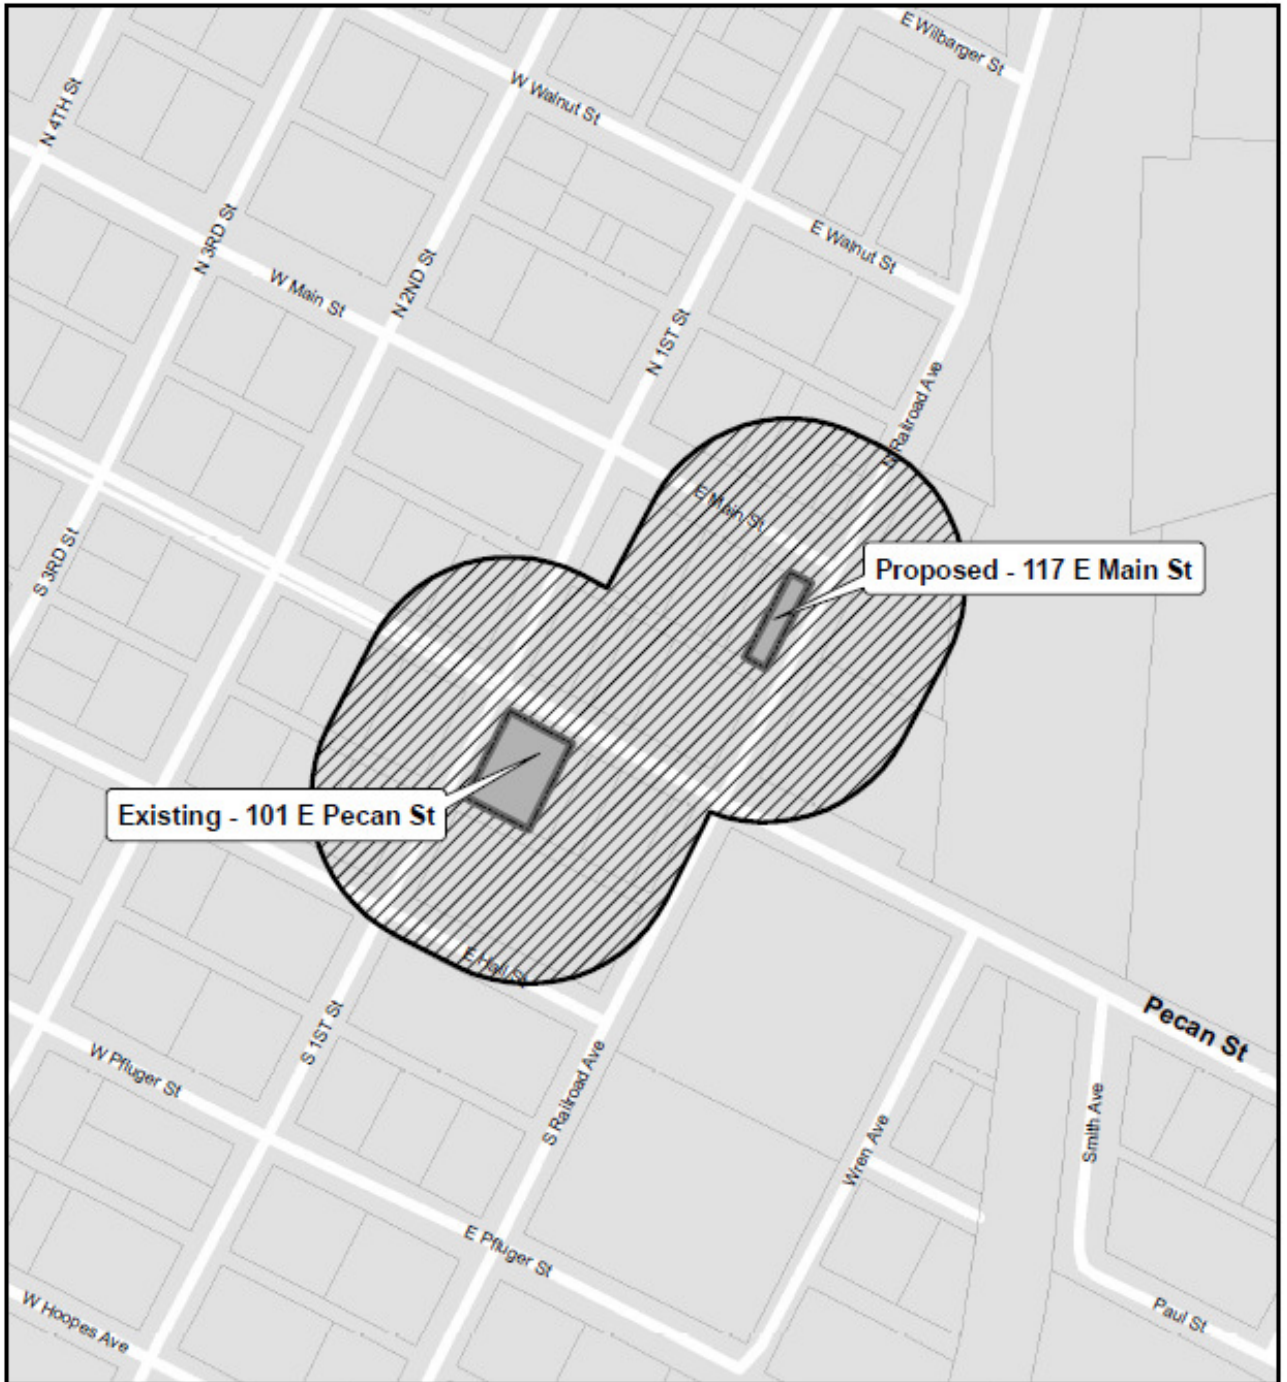 E Wilbarger St
W Walnut St
N 4TH St
E Walnut St
N 3RD St
N 2ND St
W Main St
N 1ST St
N Railroad Ave
E Main St
S 3RD St
Proposed - 117 E Main St
Existing - 101 E Pecan St
E Hall St
Pecan St
S 1ST St
W Pfluger St
S Railroad Ave
Smith Ave
Wren Ave
E Pfluger St
Paul St
W Hoopes Ave